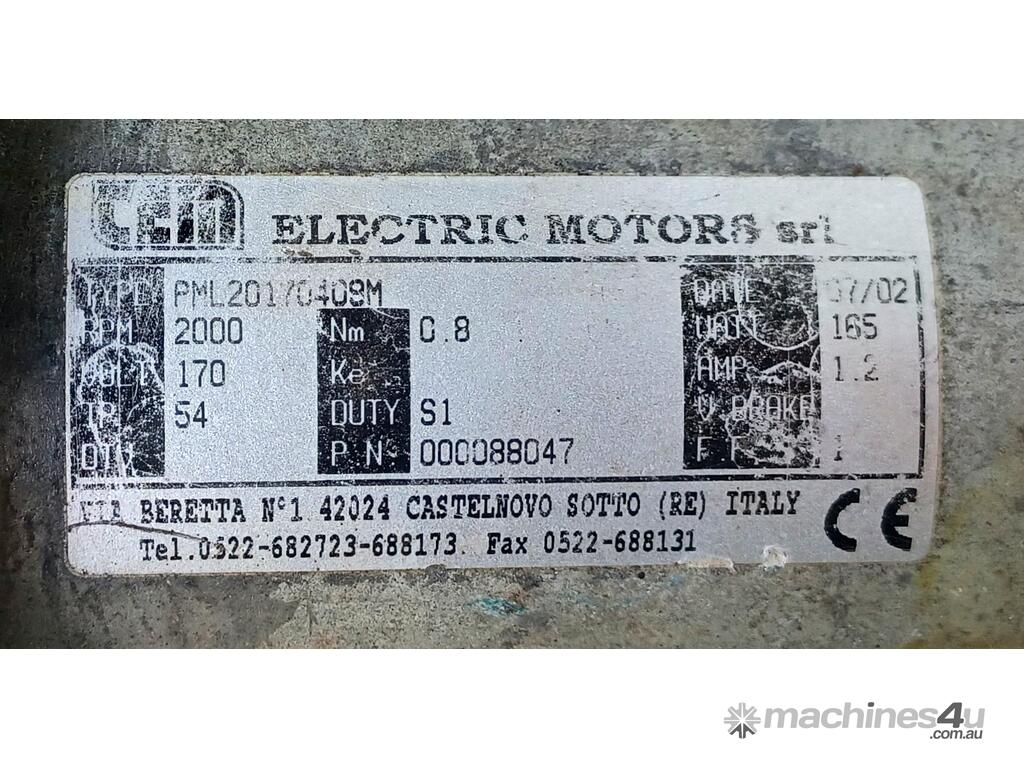 cem ELECTRIC MOTORS srl
TYPE PML20170409M DATE 07/02
RPM 2000 Nm 0.8 WATT 165
VOLT 170 Ke AMP 1.2
IP 54 DUTY S1 V BRAKE
P N 000088047 F F 1
VIA BERETTA N°1 42024 CASTELNOVO SOTTO (RE) ITALY
Tel.0522-682723-688173. Fax 0522-688131
CE
machines4u
.com.au